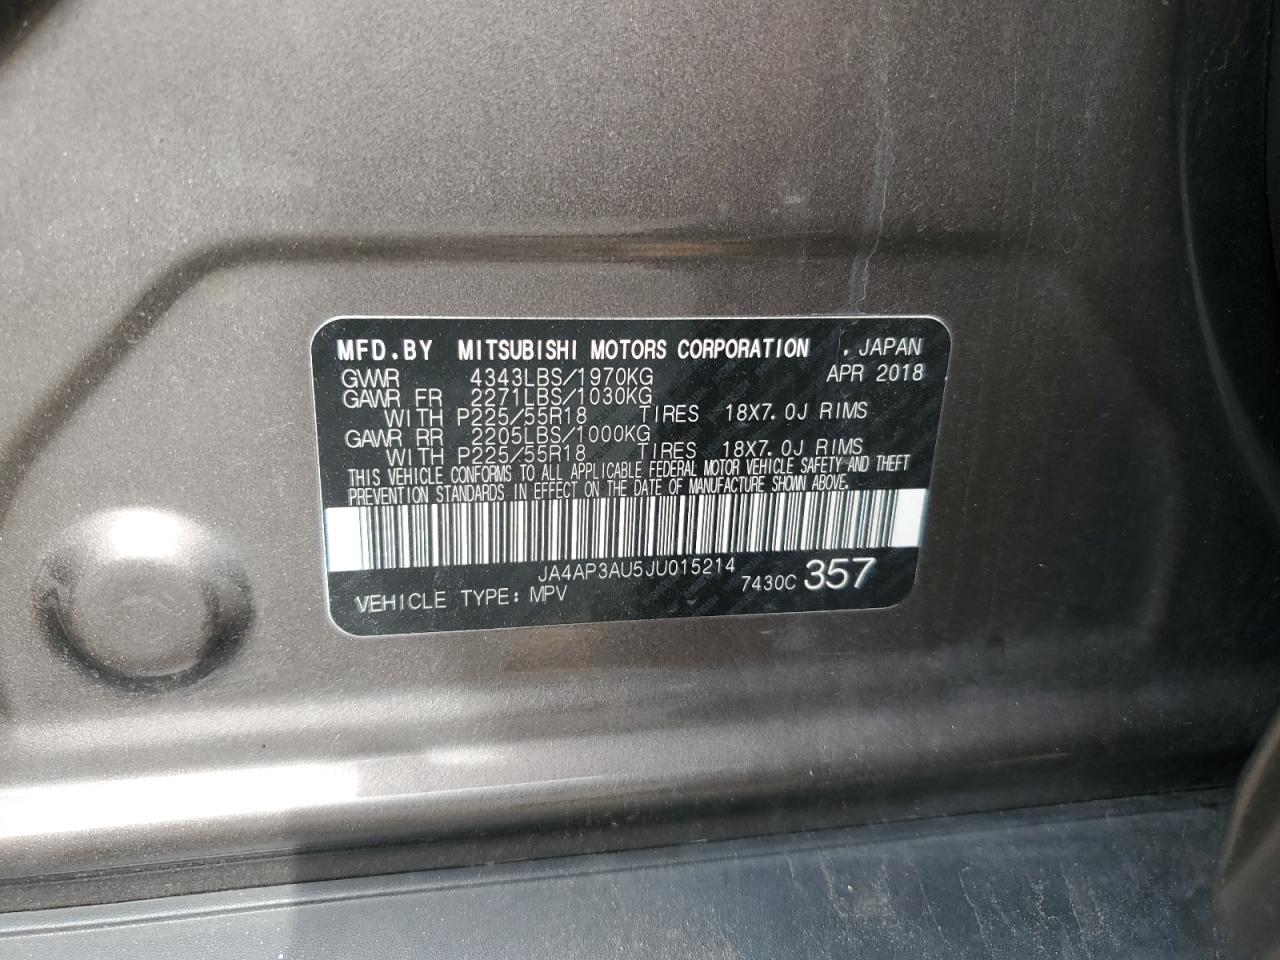 MFD.BY MITSUBISHI MOTORS CORPORATION . JAPAN
GVWR 4343LBS/1970KG APR 2018
GAWR FR 2271LBS/1030KG
WITH P225/55R18 TIRES 18X7.0J RIMS
GAWR RR 2205LBS/1000KG
WITH P225/55R18 TIRES 18X7.0J RIMS
THIS VEHICLE CONFORMS TO ALL APPLICABLE FEDERAL MOTOR VEHICLE SAFETY AND THEFT
PREVENTION STANDARDS IN EFFECT ON THE DATE OF MANUFACTURE SHOWN ABOVE.
JA4AP3AU5JU015214
VEHICLE TYPE: MPV 7430C 357